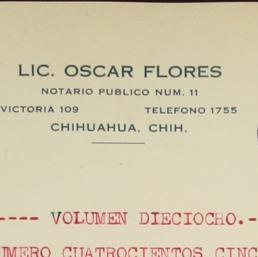 LIC. OSCAR FLORES
NOTARIO PUBLICO NUM. 11
VICTORIA 109 TELEFONO 1755
CHIHUAHUA, CHIH.
---- VOLUMEN DIECIOCHO.-
CUATROCIENTOS